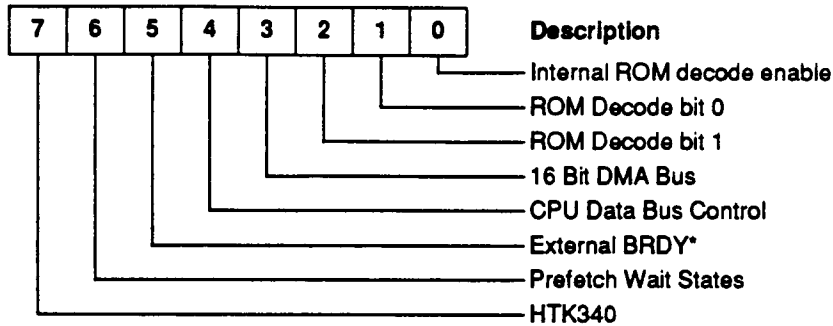 7 6 5 4 3 2 1 0 Description
Internal ROM decode enable
ROM Decode bit 0
ROM Decode bit 1
16 Bit DMA Bus
CPU Data Bus Control
External BRDY*
Prefetch Wait States
HTK340